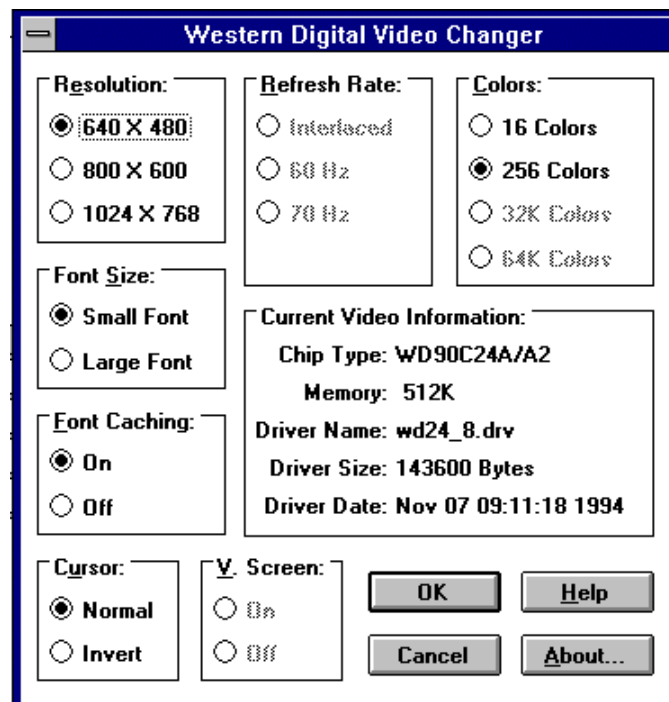 Western Digital Video Changer
Resolution:
640 X 480
800 X 600
1024 X 768
Refresh Rate:
Interlaced
60 Hz
70 Hz
Colors:
16 Colors
256 Colors
32K Colors
64K Colors
Font Size:
Small Font
Large Font
Font Caching:
On
Off
Current Video Information:
Chip Type: WD90C24A/A2
Memory: 512K
Driver Name: wd24_8.drv
Driver Size: 143600 Bytes
Driver Date: Nov 07 09:11:18 1994
Cursor:
Normal
Invert
V. Screen:
On
Off
OK
Help
Cancel
About...